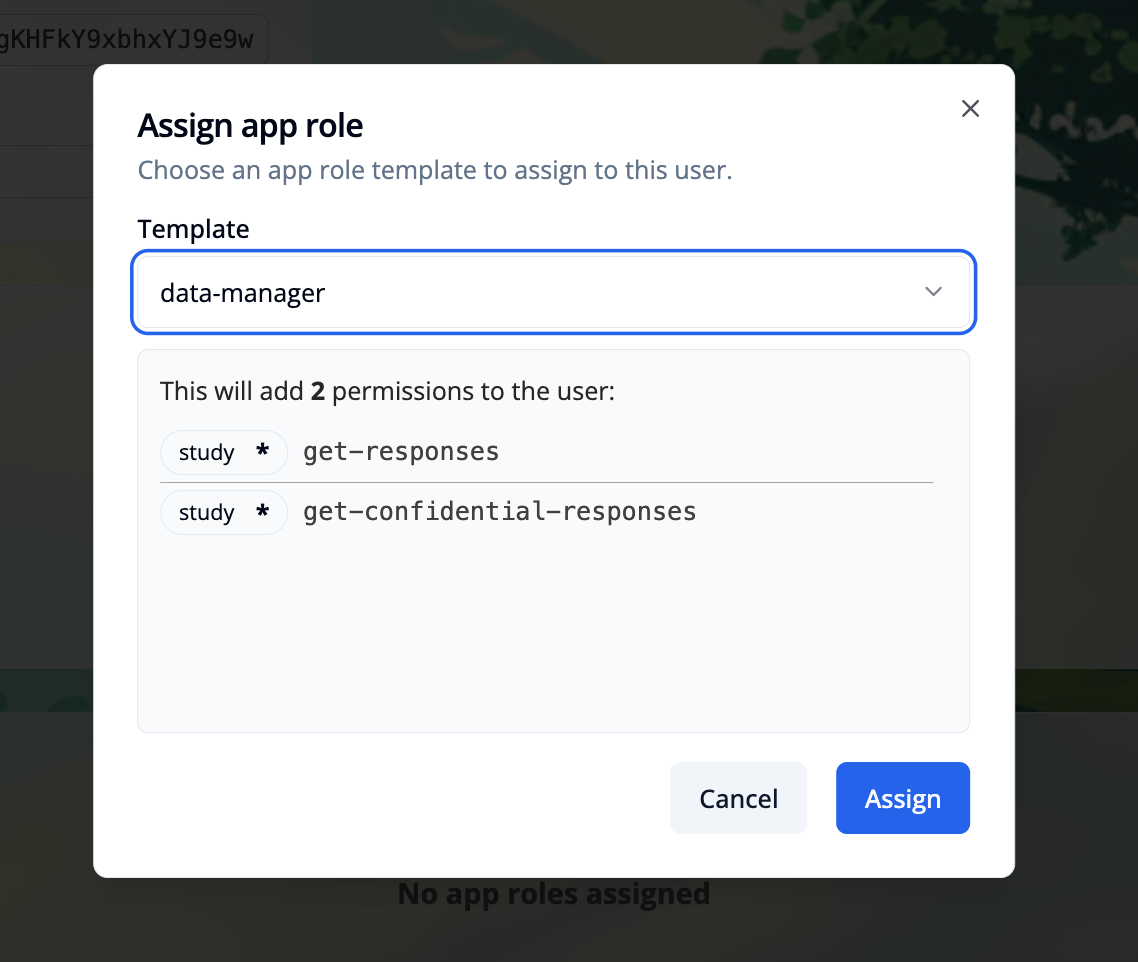 gKHFkY9xbhxYJ9e9w
Assign app role
Choose an app role template to assign to this user.
Template
data-manager
This will add 2 permissions to the user:
study * get-responses
study * get-confidential-responses
Cancel
Assign
No app roles assigned